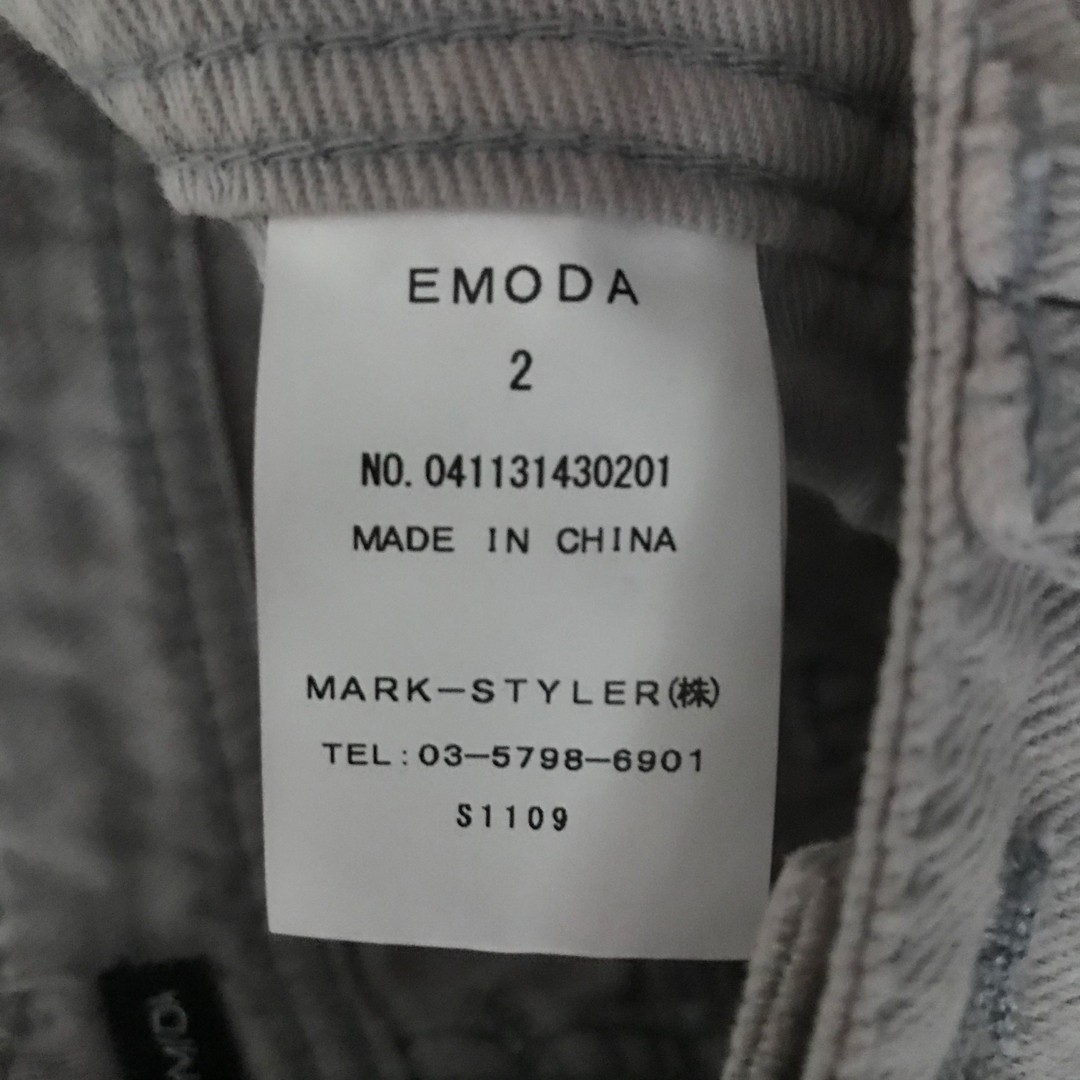 EMODA
2
NO. 041131430201
MADE IN CHINA
MARK-STYLER(株)
TEL:03-5798-6901
S1109